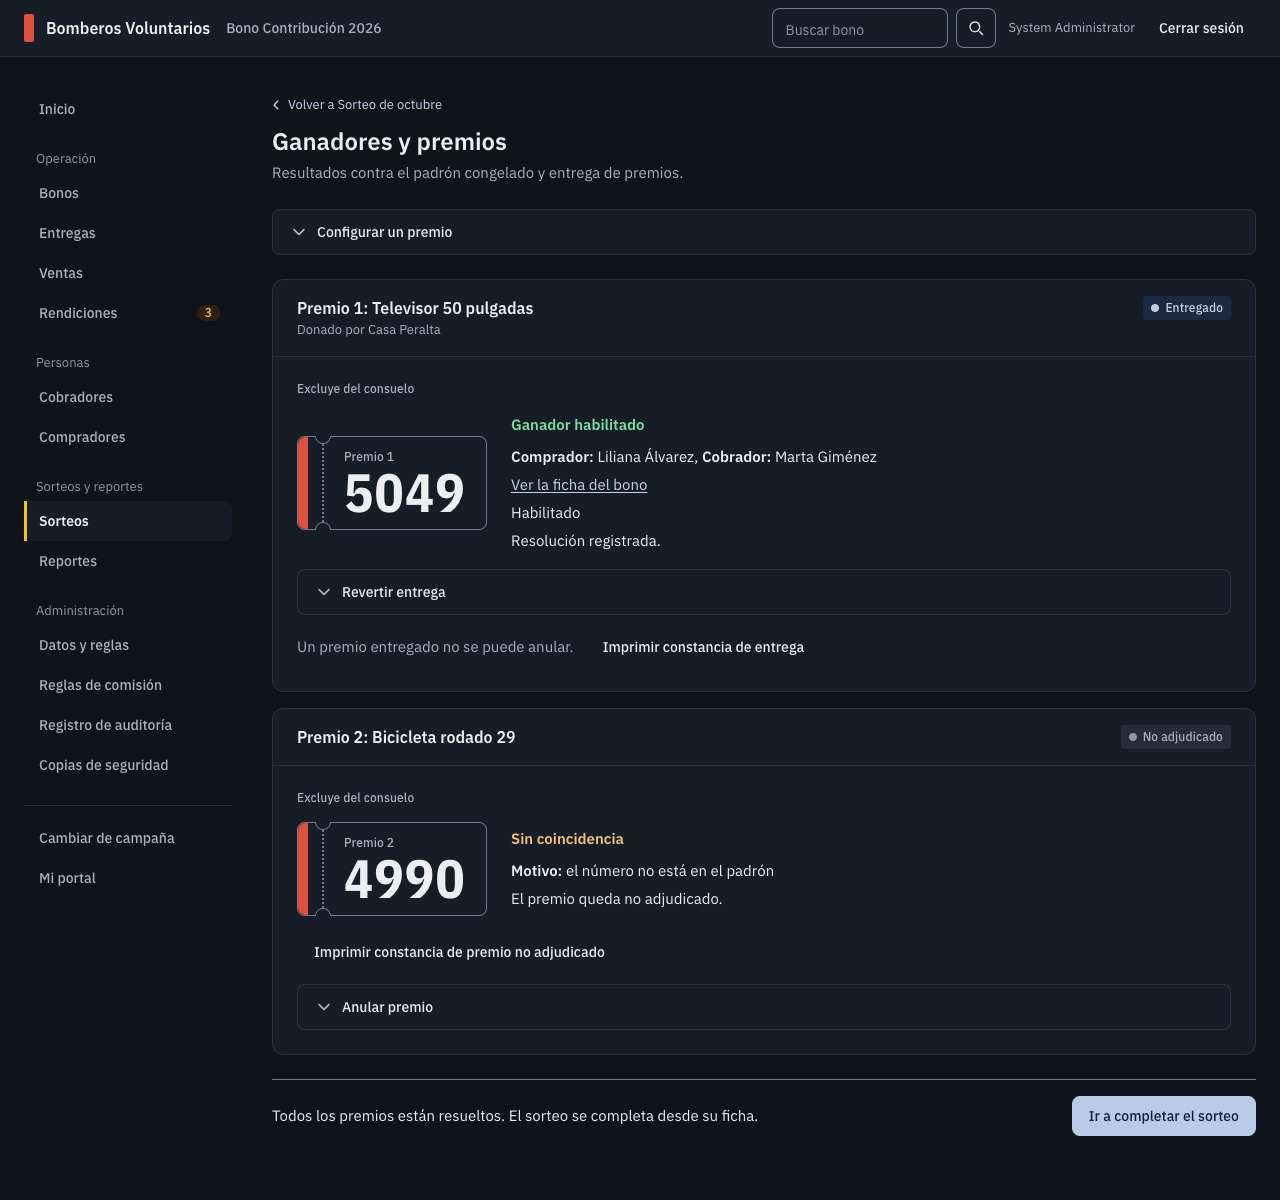 Bomberos Voluntarios
Bono Contribución 2026
Buscar bono
System Administrator
Cerrar sesión
Inicio
Operación
Bonos
Entregas
Ventas
Rendiciones 3
Personas
Cobradores
Compradores
Sorteos y reportes
Sorteos
Reportes
Administración
Datos y reglas
Reglas de comisión
Registro de auditoría
Copias de seguridad
Cambiar de campaña
Mi portal
Volver a Sorteo de octubre
Ganadores y premios
Resultados contra el padrón congelado y entrega de premios.
Configurar un premio
Premio 1: Televisor 50 pulgadas
Entregado
Donado por Casa Peralta
Excluye del consuelo
Premio 1
5049
Ganador habilitado
Comprador: Liliana Álvarez, Cobrador: Marta Giménez
Ver la ficha del bono
Habilitado
Resolución registrada.
Revertir entrega
Un premio entregado no se puede anular.
Imprimir constancia de entrega
Premio 2: Bicicleta rodado 29
No adjudicado
Excluye del consuelo
Premio 2
4990
Sin coincidencia
Motivo: el número no está en el padrón
El premio queda no adjudicado.
Imprimir constancia de premio no adjudicado
Anular premio
Todos los premios están resueltos. El sorteo se completa desde su ficha.
Ir a completar el sorteo